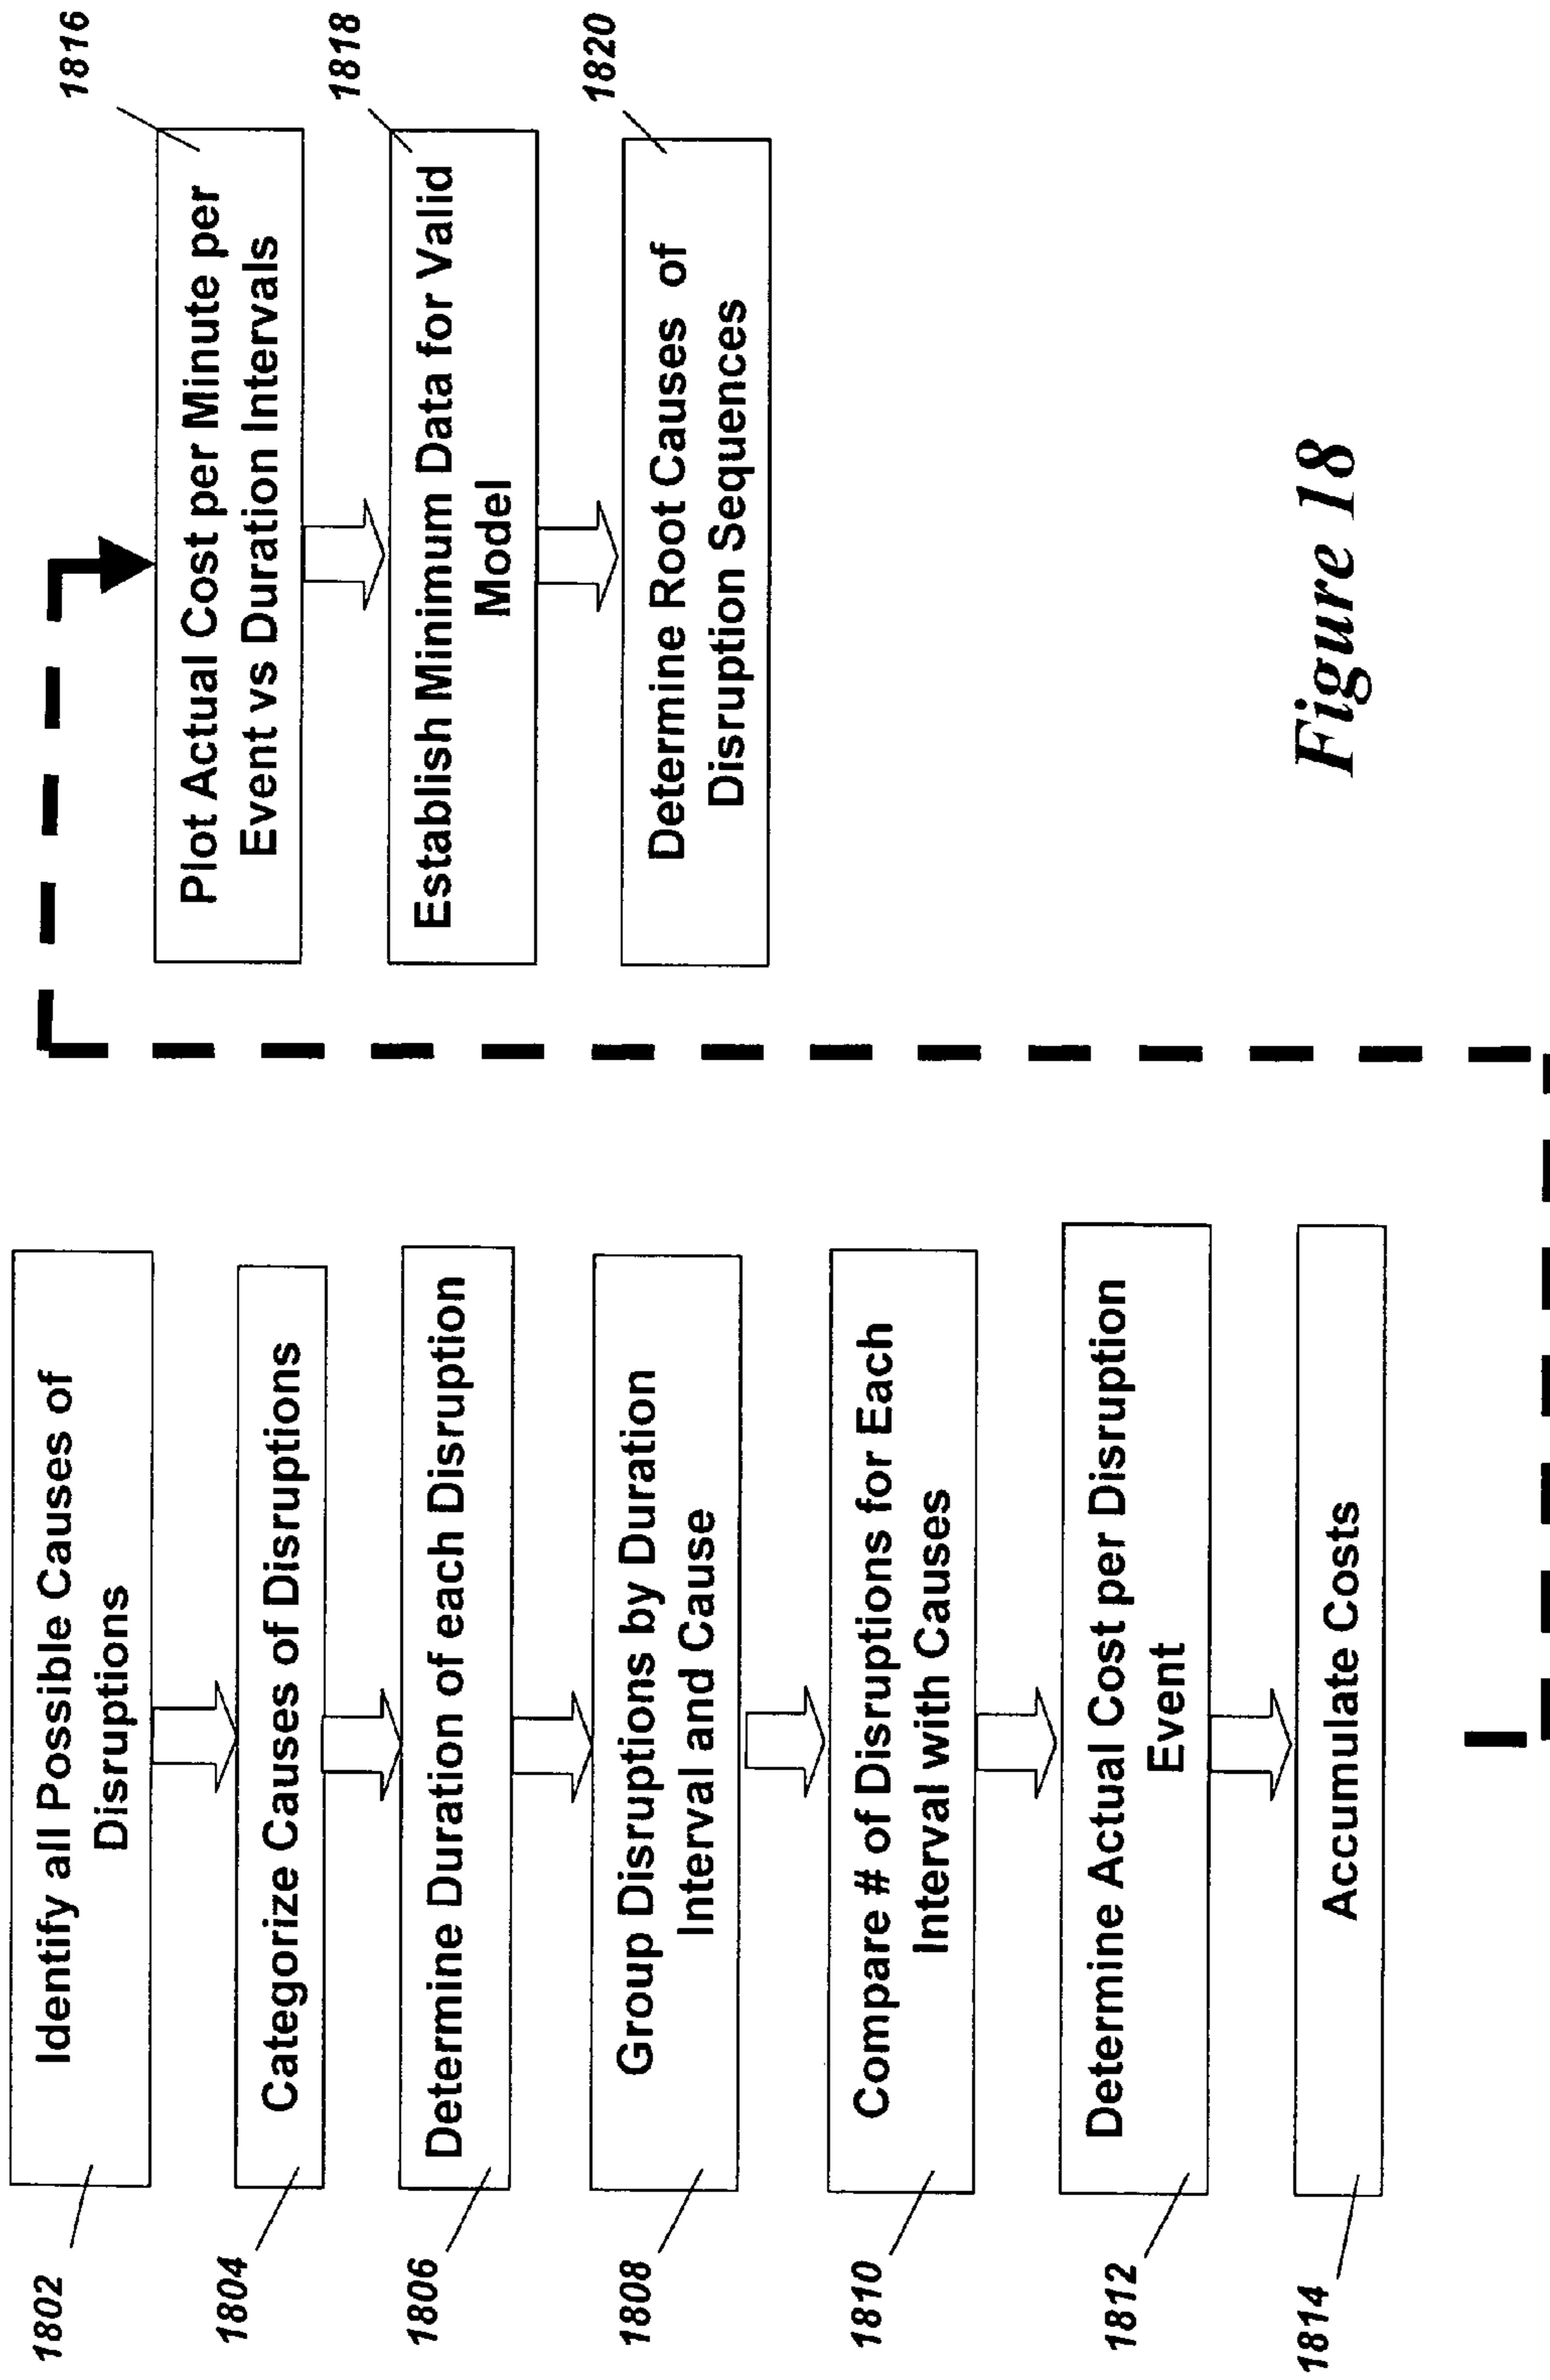 1802
Identify all Possible Causes of
Disruptions
1804
Categorize Causes of Disruptions
1806
Determine Duration of each Disruption
1808
Group Disruptions by Duration
Interval and Cause
1810
Compare # of Disruptions for Each
Interval with Causes
1812
Determine Actual Cost per Disruption
Event
1814
Accumulate Costs
1816
Plot Actual Cost per Minute per
Event vs Duration Intervals
1818
Establish Minimum Data for Valid
Model
1820
Determine Root Causes of
Disruption Sequences
Figure 18